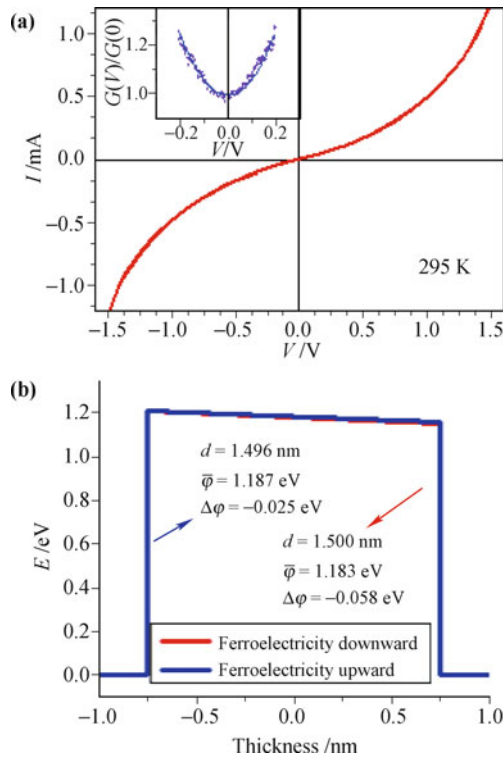 (a)
G(V)/G(0)
1.2
1.0
−0.2 0.0 0.2
V/V
I/mA
1.0
0.5
0.0
−0.5
−1.0
295 K
−1.5 −1.0 −0.5 0.0 0.5 1.0 1.5
V/V
(b)
E /eV
1.2
1.0
0.8
0.6
0.4
0.2
0.0
d = 1.496 nm
φ̅ = 1.187 eV
Δφ = −0.025 eV
d = 1.500 nm
φ̅ = 1.183 eV
Δφ = −0.058 eV
Ferroelectricity downward
Ferroelectricity upward
−1.0 −0.5 0.0 0.5 1.0
Thickness /nm